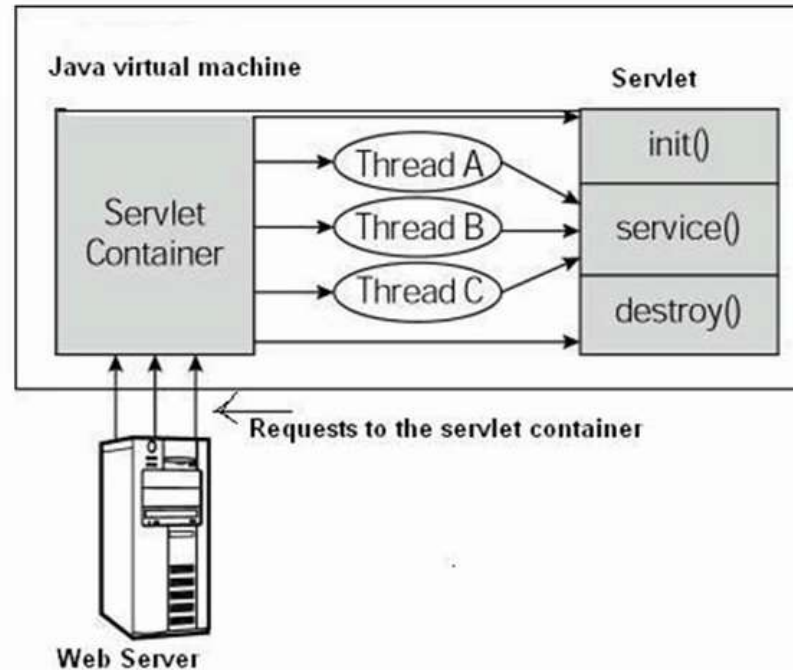 Java virtual machine
Servlet
Servlet
Container
Thread A
Thread B
Thread C
init()
service()
destroy()
Requests to the servlet container
Web Server